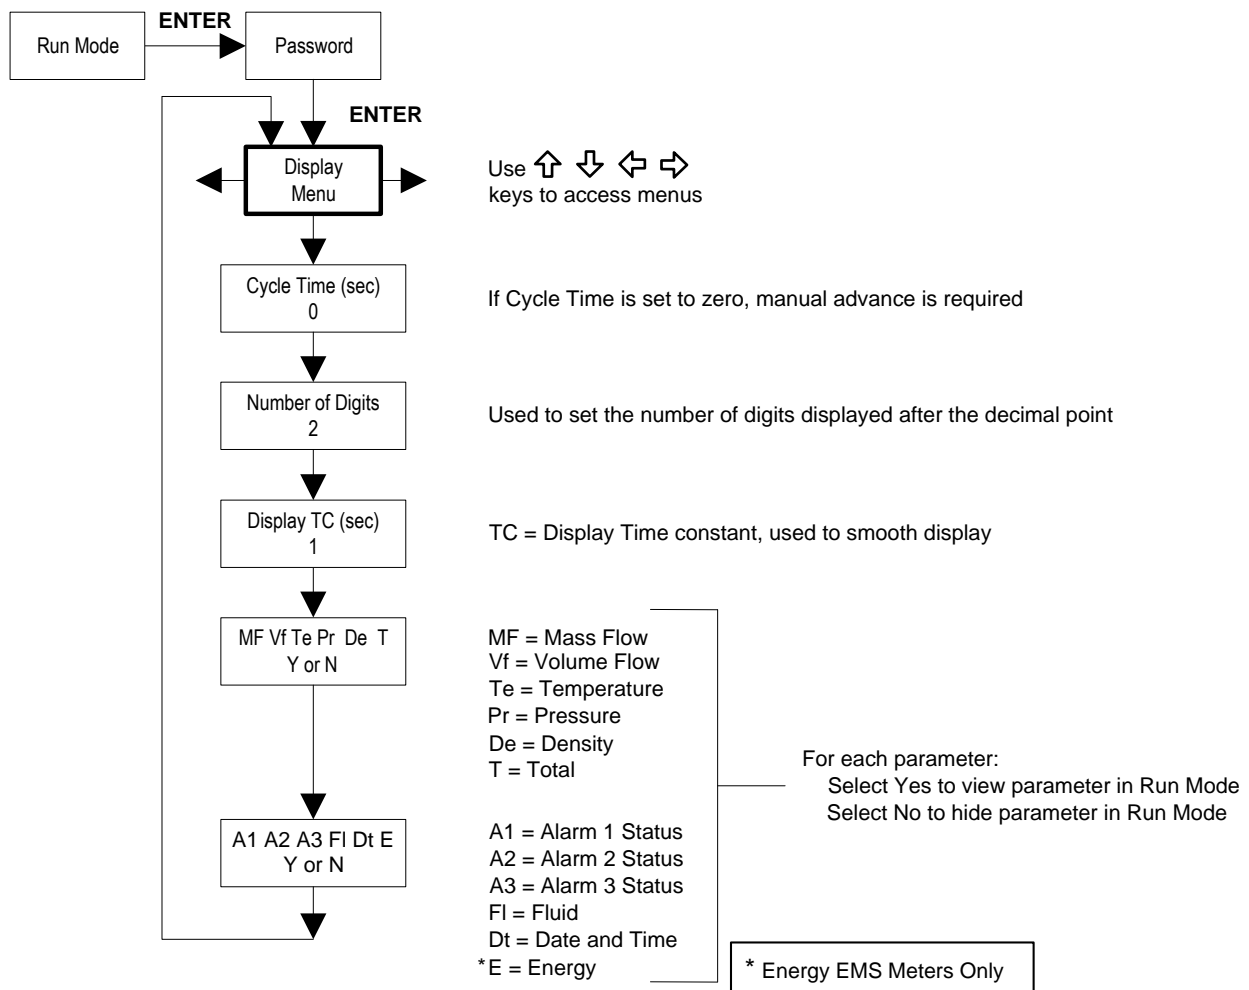 ENTER
Run Mode
Password
ENTER
Display
Menu
Use
keys to access menus
Cycle Time (sec)
0
If Cycle Time is set to zero, manual advance is required
Number of Digits
2
Used to set the number of digits displayed after the decimal point
Display TC (sec)
1
TC = Display Time constant, used to smooth display
MF Vf Te Pr De T
Y or N
MF = Mass Flow
Vf = Volume Flow
Te = Temperature
Pr = Pressure
De = Density
T = Total
For each parameter:
Select Yes to view parameter in Run Mode
Select No to hide parameter in Run Mode
A1 A2 A3 Fl Dt E
Y or N
A1 = Alarm 1 Status
A2 = Alarm 2 Status
A3 = Alarm 3 Status
Fl = Fluid
Dt = Date and Time
*E = Energy
* Energy EMS Meters Only